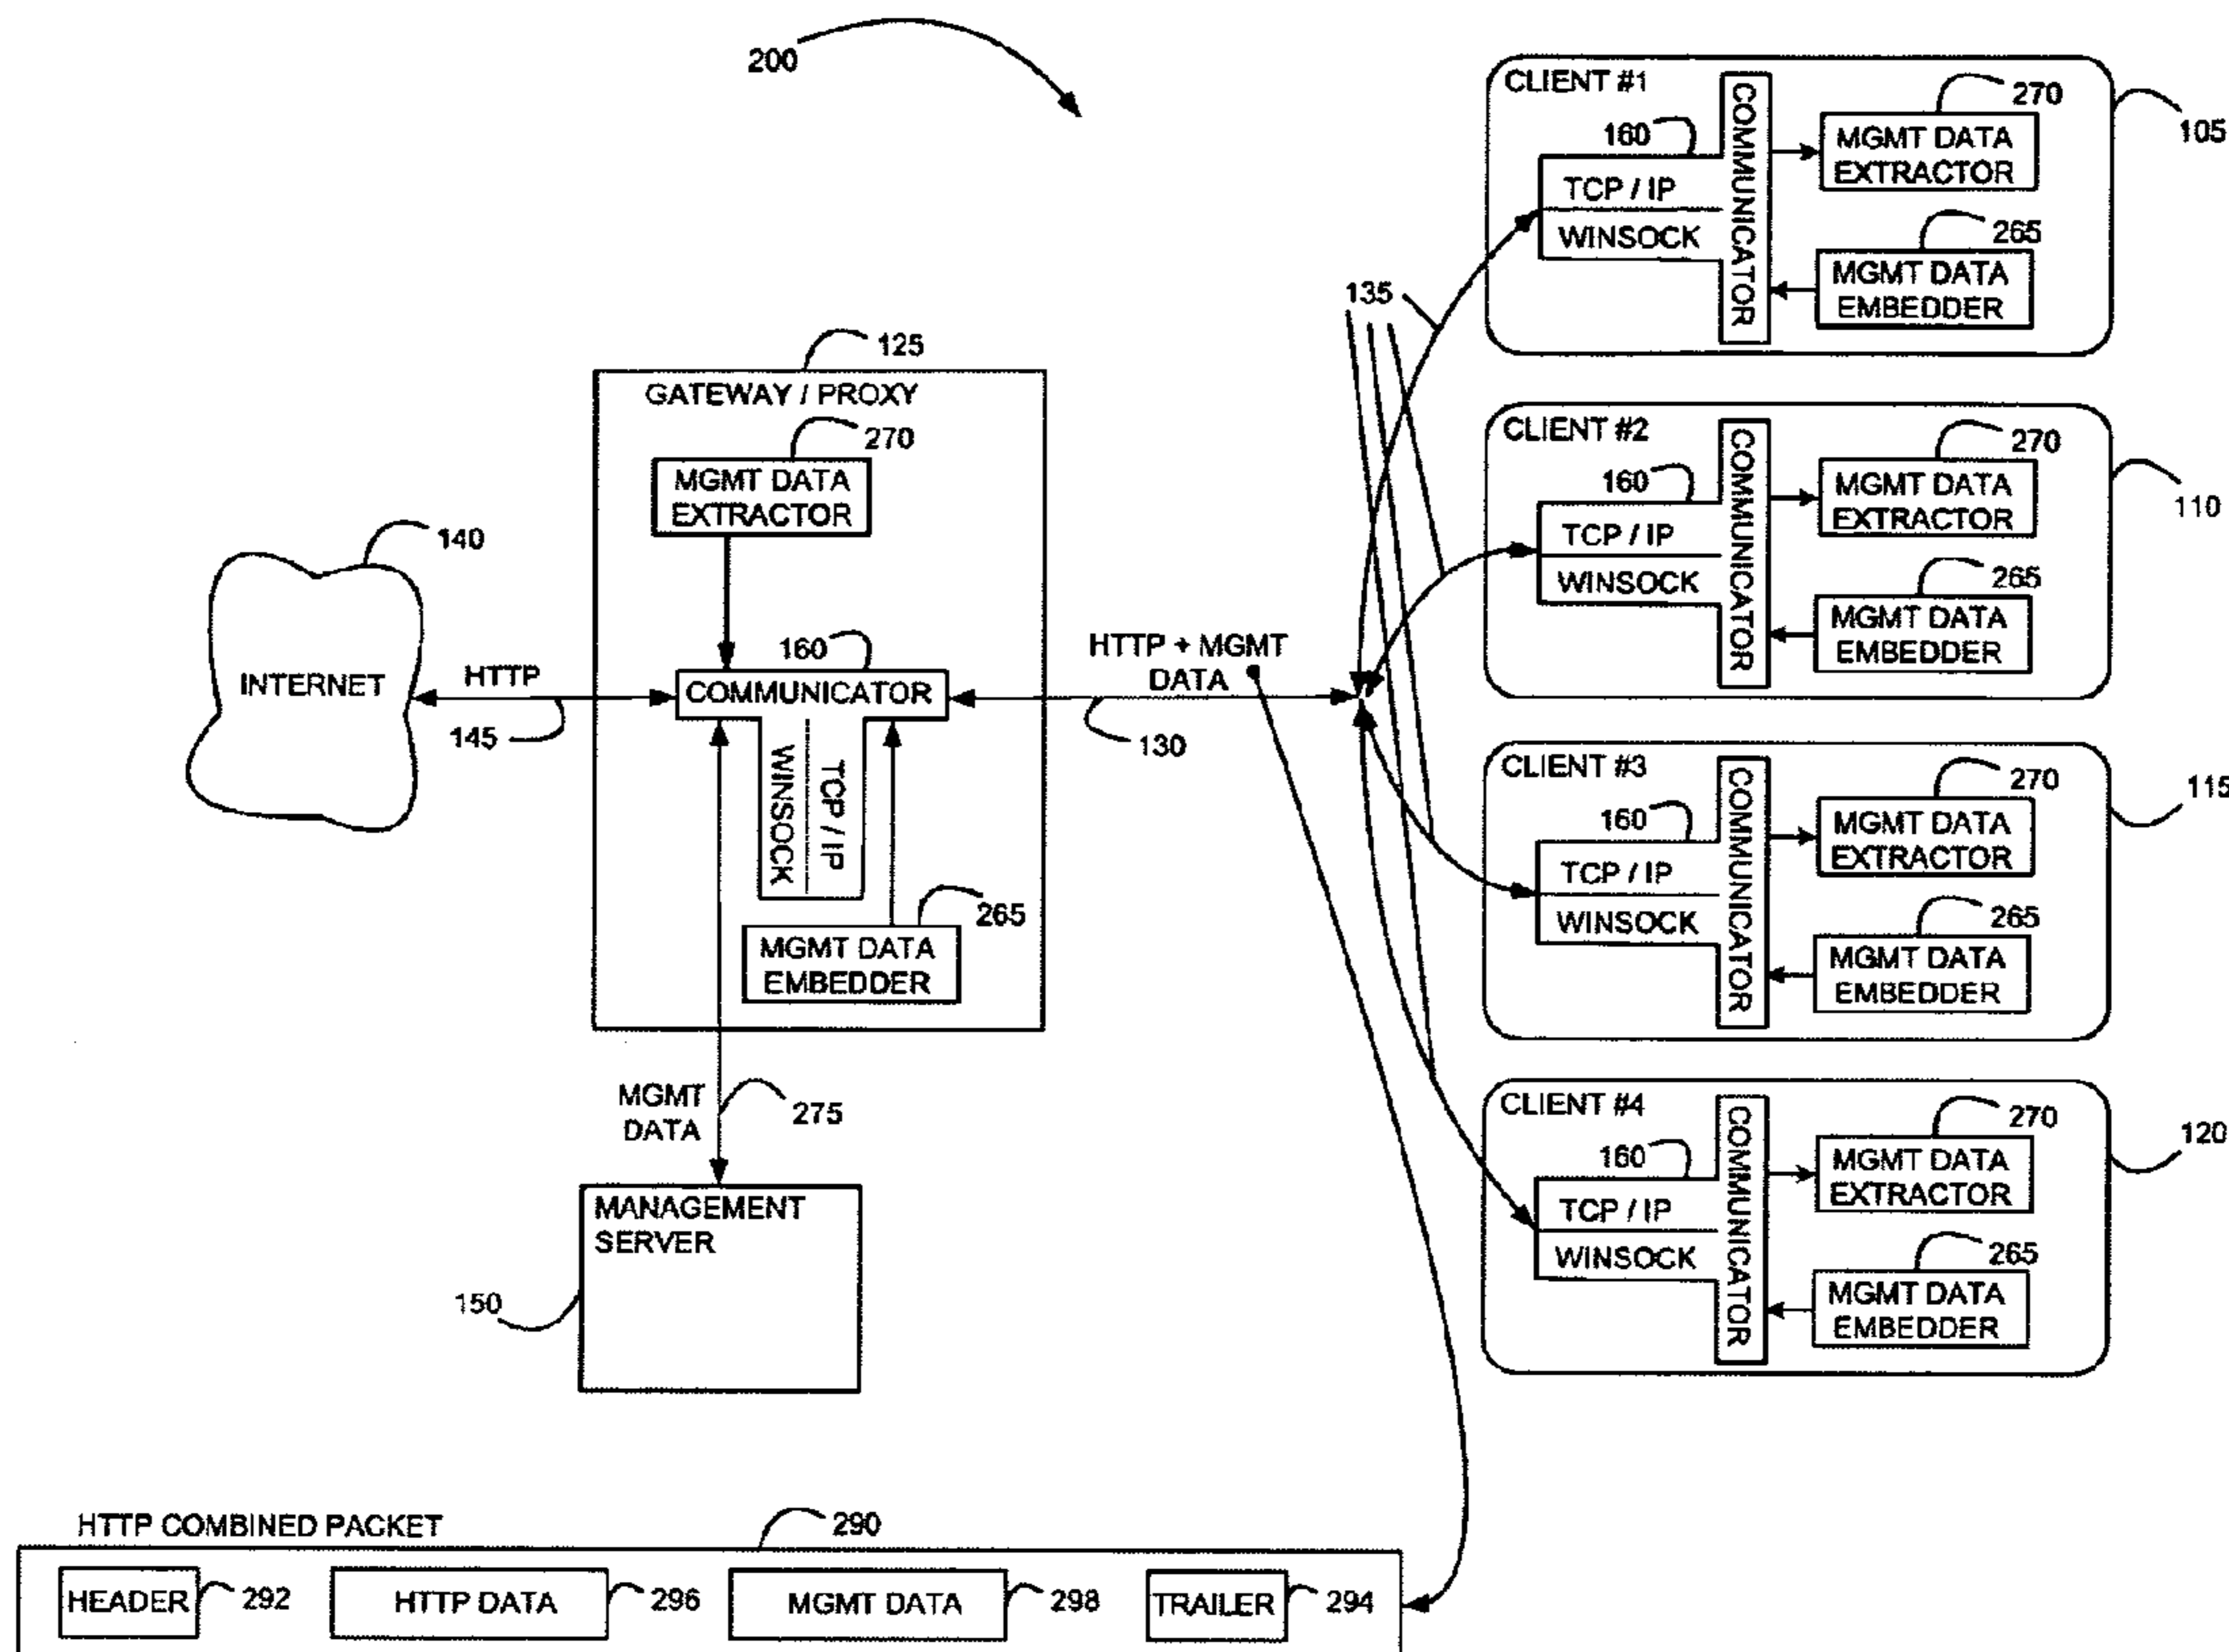 200
CLIENT #1
160
TCP / IP
WINSOCK
COMMUNICATOR
270
MGMT DATA
EXTRACTOR
265
MGMT DATA
EMBEDDER
105
135
CLIENT #2
160
TCP / IP
WINSOCK
COMMUNICATOR
270
MGMT DATA
EXTRACTOR
265
MGMT DATA
EMBEDDER
110
125
GATEWAY / PROXY
270
MGMT DATA
EXTRACTOR
140
INTERNET
HTTP
145
160
COMMUNICATOR
WINSOCK
TCP / IP
265
MGMT DATA
EMBEDDER
HTTP + MGMT
DATA
130
CLIENT #3
160
TCP / IP
WINSOCK
COMMUNICATOR
270
MGMT DATA
EXTRACTOR
265
MGMT DATA
EMBEDDER
115
MGMT
DATA
275
MANAGEMENT
SERVER
150
CLIENT #4
160
TCP / IP
WINSOCK
COMMUNICATOR
270
MGMT DATA
EXTRACTOR
265
MGMT DATA
EMBEDDER
120
HTTP COMBINED PACKET
290
HEADER
292
HTTP DATA
296
MGMT DATA
298
TRAILER
294